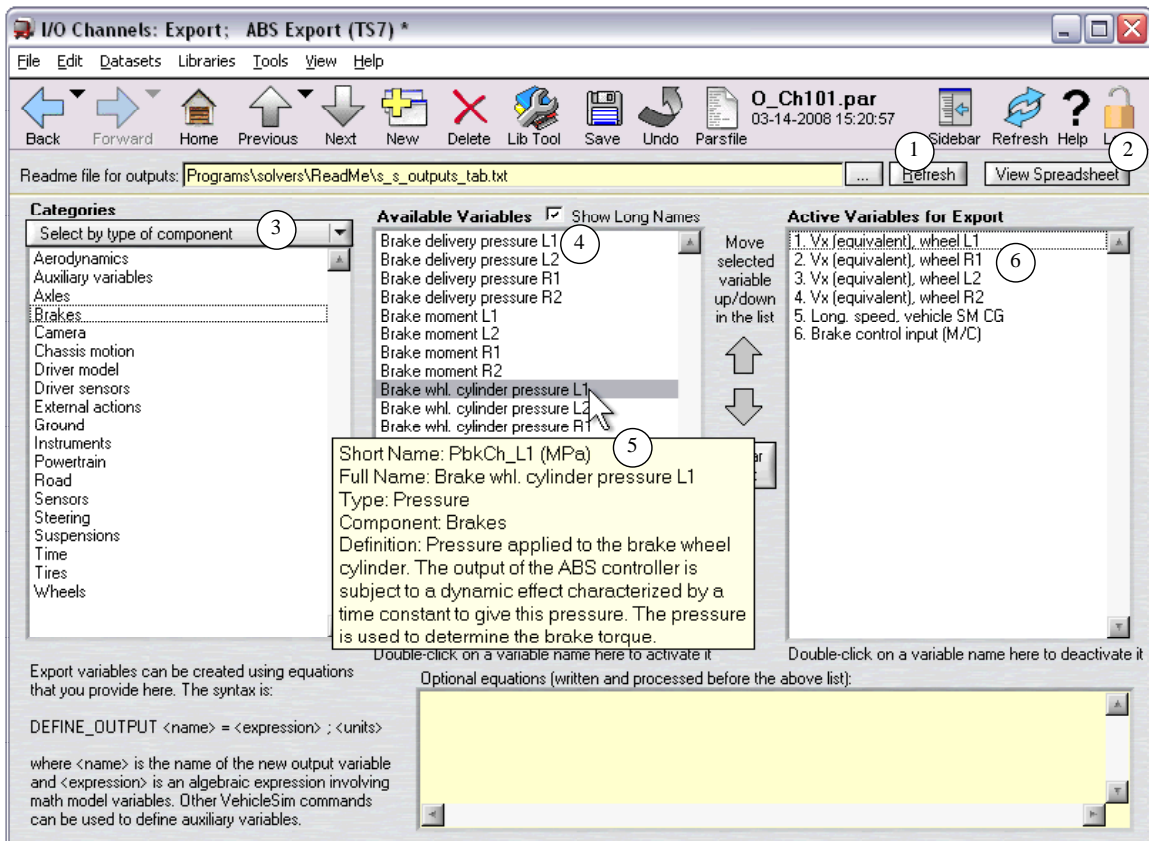 I/O Channels: Export; ABS Export (TS7) *
File Edit Datasets Libraries Tools View Help
Back Forward Home Previous Next New Delete Lib Tool Save Undo Parsfile
O_Ch101.par
03-14-2008 15:20:57
Sidebar Refresh Help
1
2
Readme file for outputs: Programs\solvers\ReadMe\s_s_outputs_tab.txt ... Refresh View Spreadsheet
Categories
Select by type of component
3
Aerodynamics
Auxiliary variables
Axles
Brakes
Camera
Chassis motion
Driver model
Driver sensors
External actions
Ground
Instruments
Powertrain
Road
Sensors
Steering
Suspensions
Time
Tires
Wheels
Available Variables Show Long Names
4
Brake delivery pressure L1
Brake delivery pressure L2
Brake delivery pressure R1
Brake delivery pressure R2
Brake moment L1
Brake moment L2
Brake moment R1
Brake moment R2
Brake whl. cylinder pressure L1
Brake whl. cylinder pressure L2
Brake whl. cylinder pressure R1
5
Short Name: PbkCh_L1 (MPa)
Full Name: Brake whl. cylinder pressure L1
Type: Pressure
Component: Brakes
Definition: Pressure applied to the brake wheel
cylinder. The output of the ABS controller is
subject to a dynamic effect characterized by a
time constant to give this pressure. The pressure
is used to determine the brake torque.
Double-click on a variable name here to activate it
Move
selected
variable
up/down
in the list
Active Variables for Export
1. Vx (equivalent), wheel L1
2. Vx (equivalent), wheel R1
3. Vx (equivalent), wheel L2
4. Vx (equivalent), wheel R2
5. Long. speed, vehicle SM CG
6. Brake control input (M/C)
6
Double-click on a variable name here to deactivate it
Export variables can be created using equations
that you provide here. The syntax is:
DEFINE_OUTPUT <name> = <expression> ; <units>
where <name> is the name of the new output variable
and <expression> is an algebraic expression involving
math model variables. Other VehicleSim commands
can be used to define auxiliary variables.
Optional equations (written and processed before the above list):